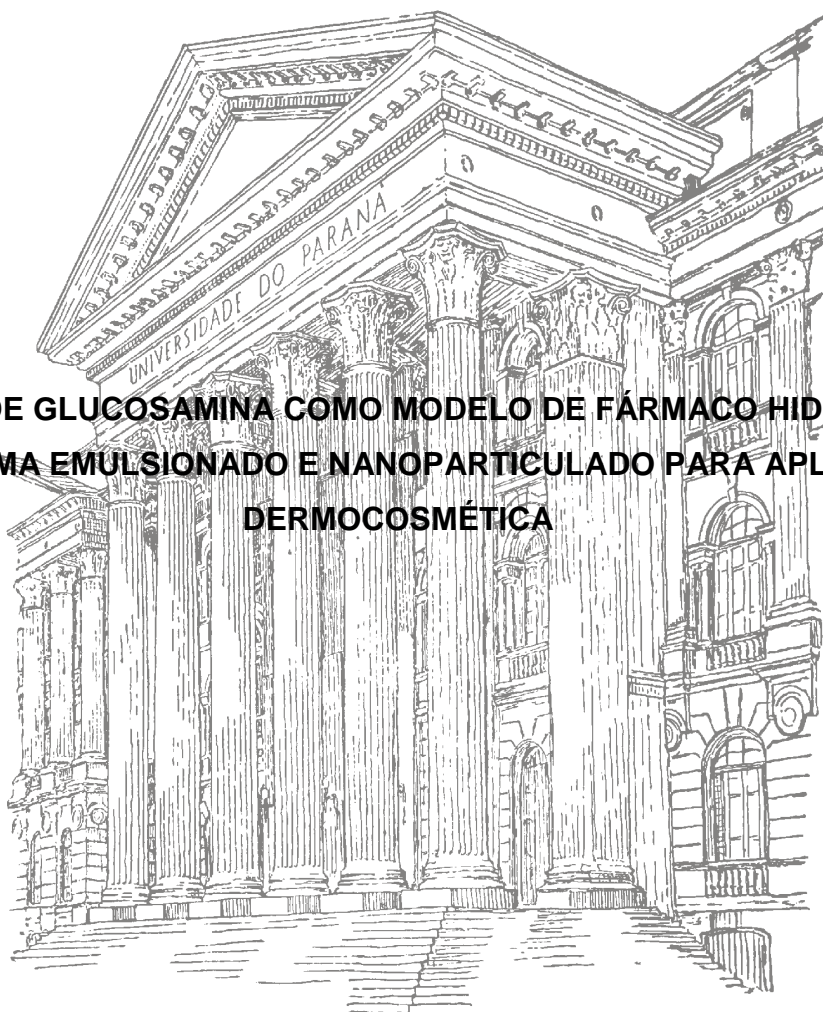 UNIVERSIDADE DO PARANÁ
DE GLUCOSAMINA COMO MODELO DE FÁRMACO HID
MA EMULSIONADO E NANOPARTICULADO PARA APL
DERMOCOSMÉTICA